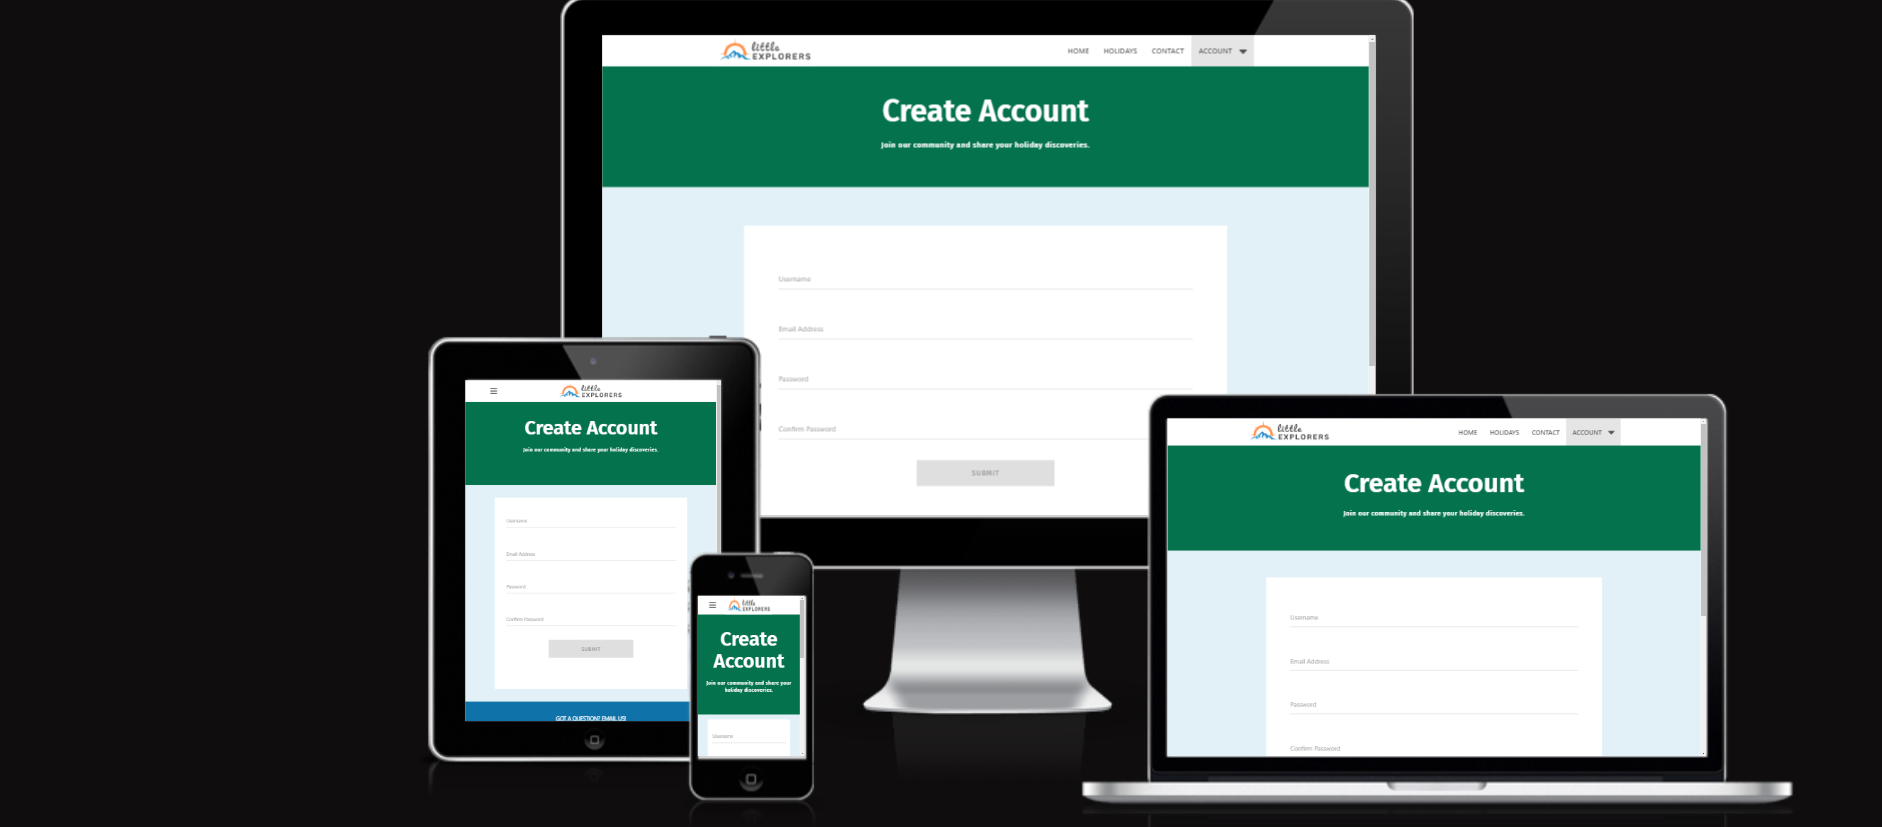 little
EXPLORERS
HOME HOLIDAYS CONTACT ACCOUNT
Create Account
Join our community and share your holiday discoveries.
Username
Email Address
Password
Confirm Password
SUBMIT
little
EXPLORERS
Create Account
Join our community and share your holiday discoveries.
Username
Email Address
Password
Confirm Password
SUBMIT
GOT A QUESTION? EMAIL US!
little
EXPLORERS
Create
Account
Join our community and share your
holiday discoveries.
Username
little
EXPLORERS
HOME HOLIDAYS CONTACT ACCOUNT
Create Account
Join our community and share your holiday discoveries.
Username
Email Address
Password
Confirm Password